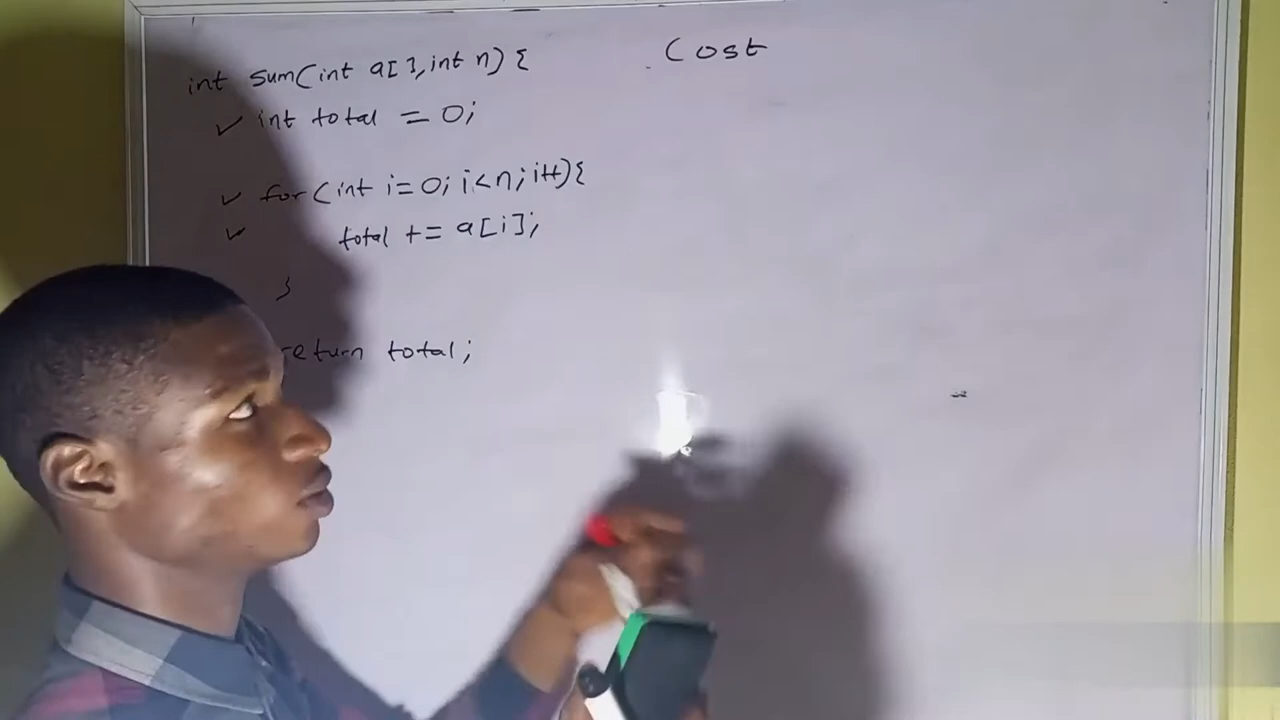 int sum(int a[],int n){
Cost
✓ int total = 0;
✓ for(int i=0; i<n; i++){
✓ total += a[i];
}
return total;